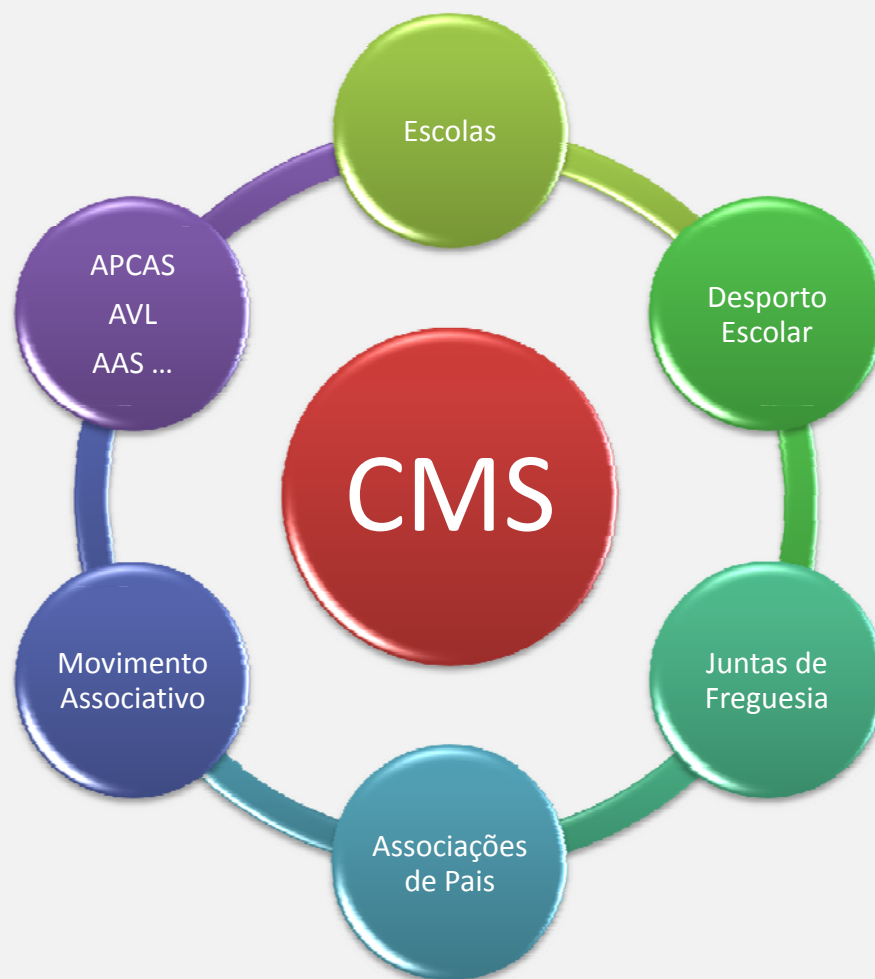 Escolas
Desporto
Escolar
Juntas de
Freguesia
Associações
de Pais
Movimento
Associativo
APCAS
AVL
AAS ...
CMS